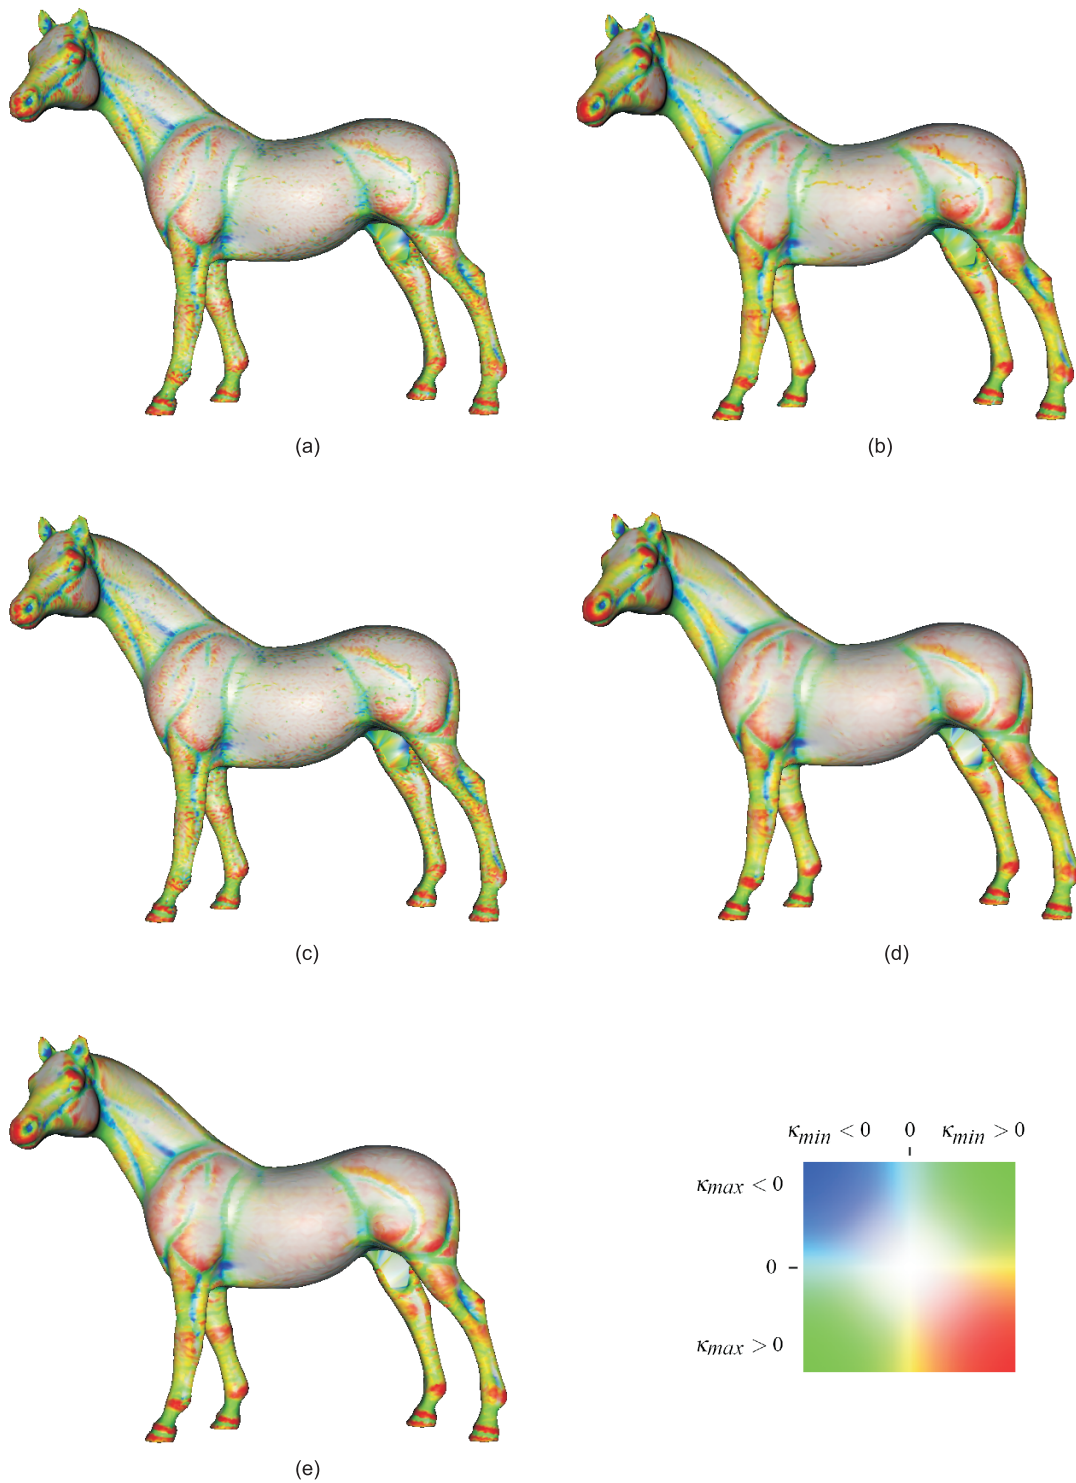 (a)
(b)
(c)
(d)
κmin < 0 0 κmin > 0
κmax < 0
0
κmax > 0
(e)